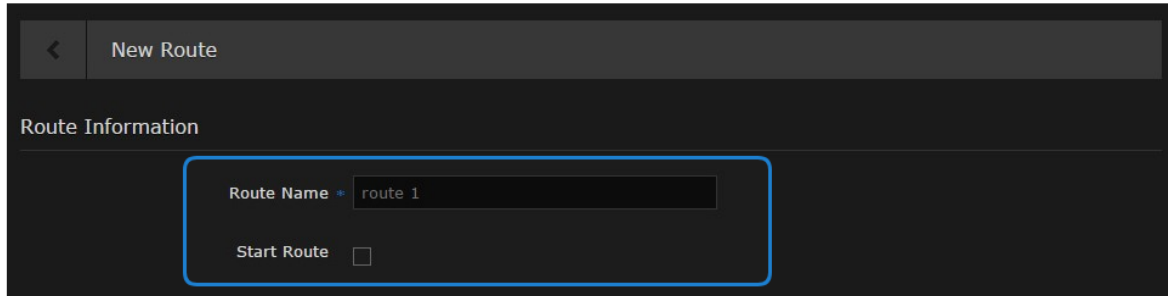 New Route
Route Information
Route Name * route 1
Start Route